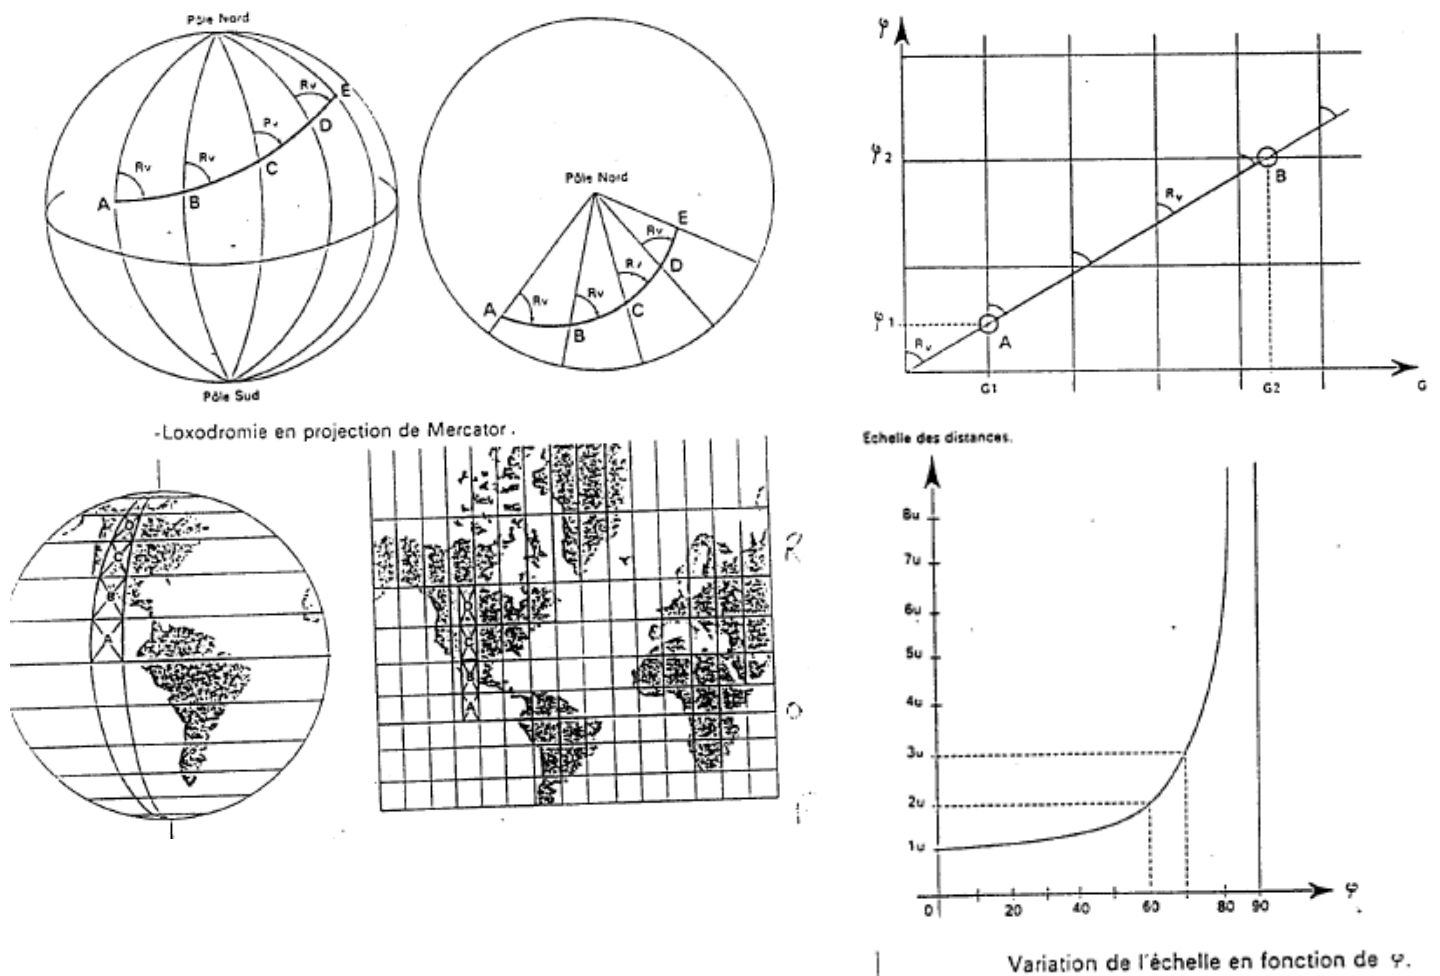 Pôle Nord
Rv
E
D
Pv
C
Rv
B
Rv
A
Pôle Sud
Pôle Nord
E
Rv
D
R
C
Rv
B
Rv
A
φ
φ2
B
Rv
φ1
A
Rv
G1
G2
G
-Loxodromie en projection de Mercator.
D
C
B
A
D
C
B
A
Echelle des distances.
8u
7u
6u
5u
4u
3u
2u
1u
0
20
40
60
80
90
φ
Variation de l'échelle en fonction de φ.